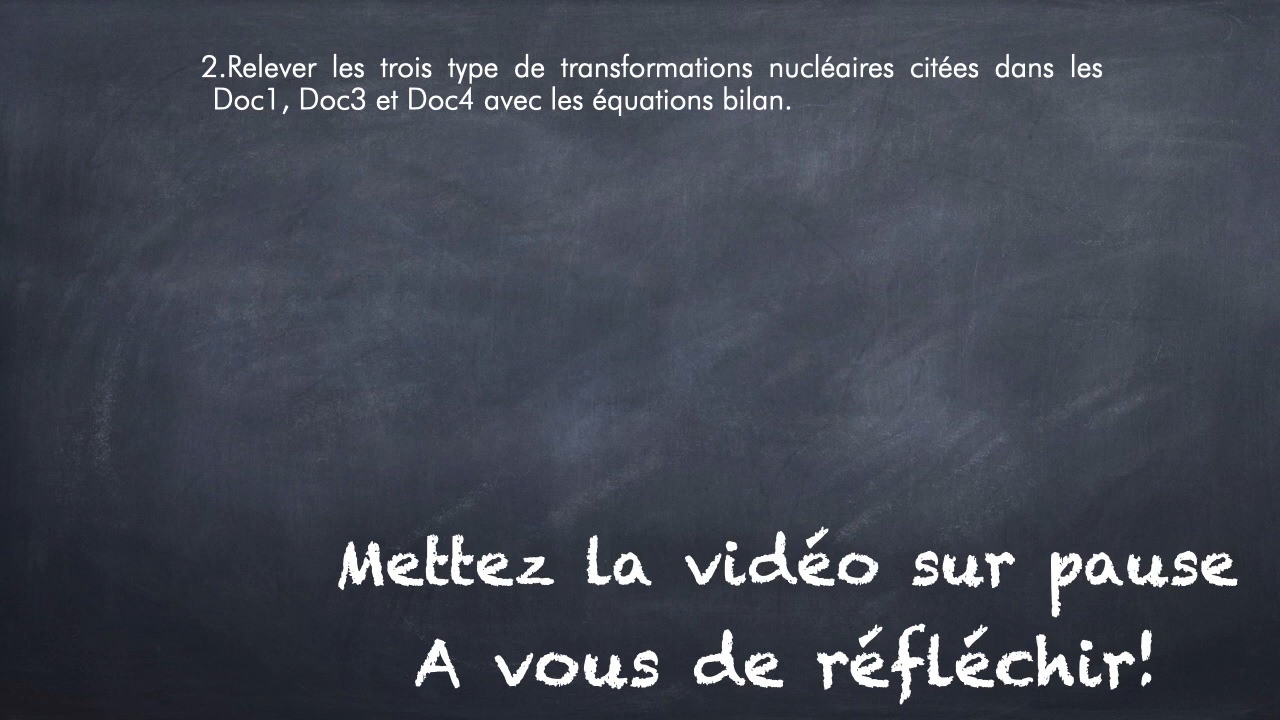 2.Relever les trois type de transformations nucléaires citées dans les
Doc1, Doc3 et Doc4 avec les équations bilan.
Mettez la vidéo sur pause
A vous de réfléchir!